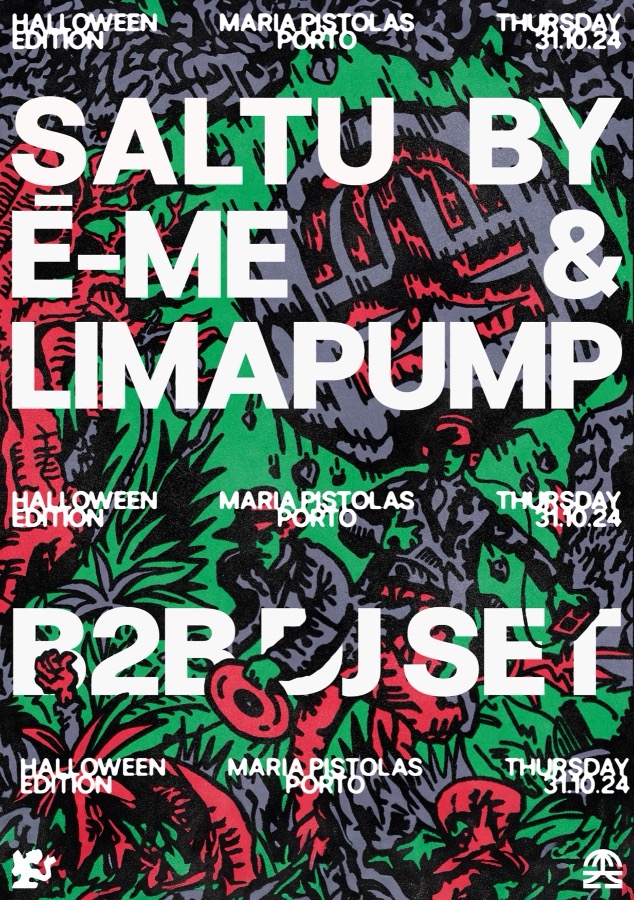 HALLOWEEN MARIA PISTOLAS THURSDAY
EDITION PORTO 31.10.24
SALTU BY
Ē-ME &
LIMAPUMP
HALLOWEEN MARIA PISTOLAS THURSDAY
EDITION PORTO 31.10.24
B2B DJ SET
HALLOWEEN MARIA PISTOLAS THURSDAY
EDITION PORTO 31.10.24